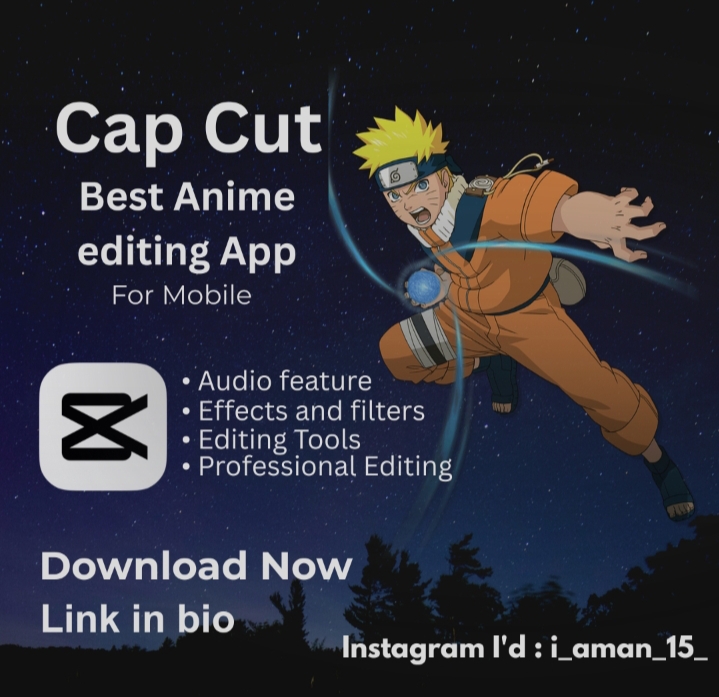 Cap Cut
Best Anime
editing App
For Mobile
• Audio feature
• Effects and filters
• Editing Tools
• Professional Editing
Download Now
Link in bio
Instagram I'd : i_aman_15_